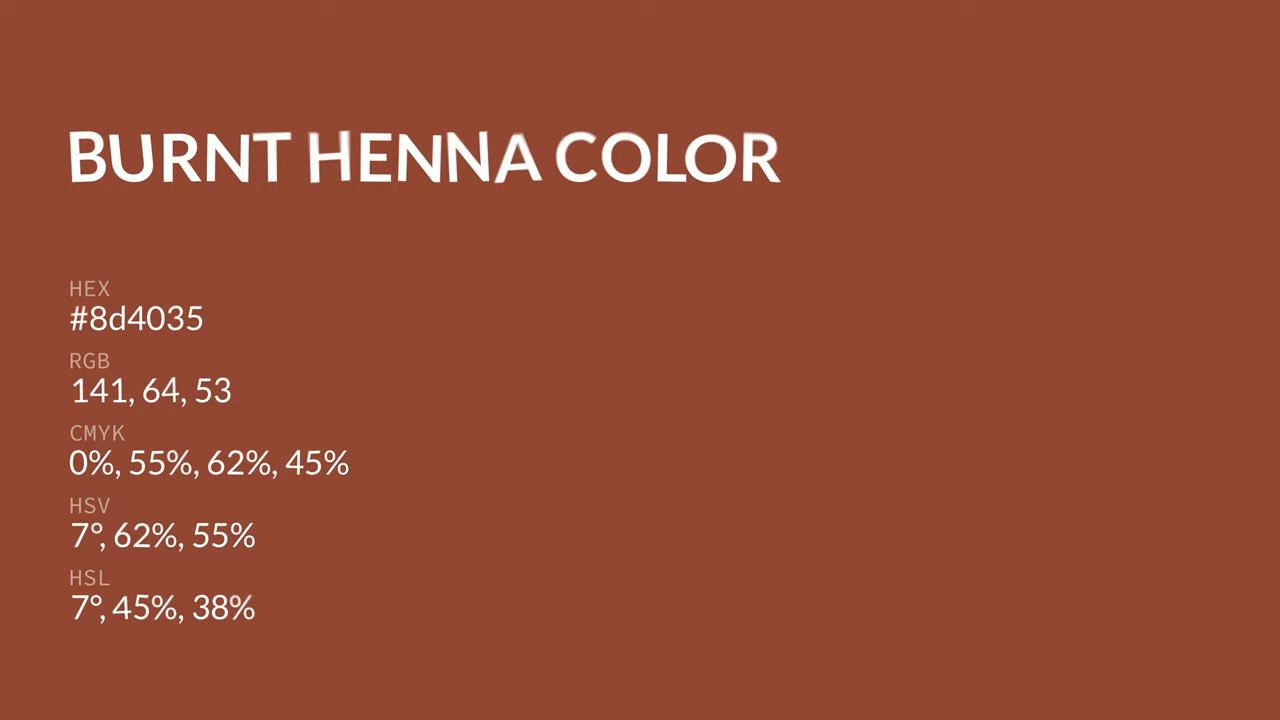 BURNT HENNA COLOR
HEX
#8d4035
RGB
141, 64, 53
CMYK
0%, 55%, 62%, 45%
HSV
7°, 62%, 55%
HSL
7°, 45%, 38%